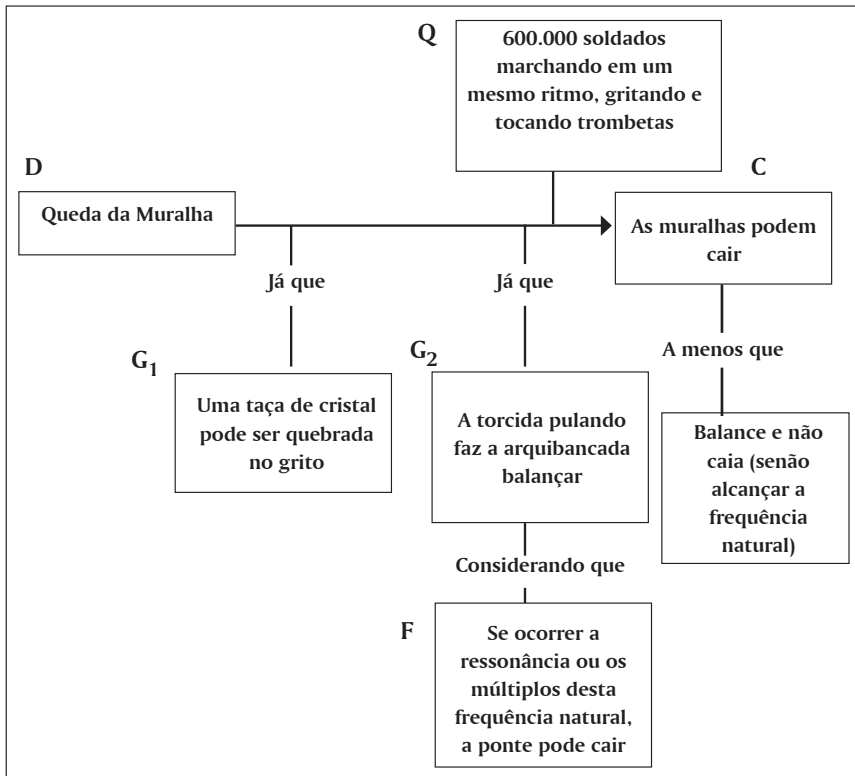 Q
600.000 soldados
marchando em um
mesmo ritmo, gritando e
tocando trombetas
D
Queda da Muralha
C
As muralhas podem
cair
Já que
Já que
A menos que
G1
Uma taça de cristal
pode ser quebrada
no grito
G2
A torcida pulando
faz a arquibancada
balançar
Balance e não
caia (senão
alcançar a
frequência
natural)
Considerando que
F
Se ocorrer a
ressonância ou os
múltiplos desta
frequência natural,
a ponte pode cair